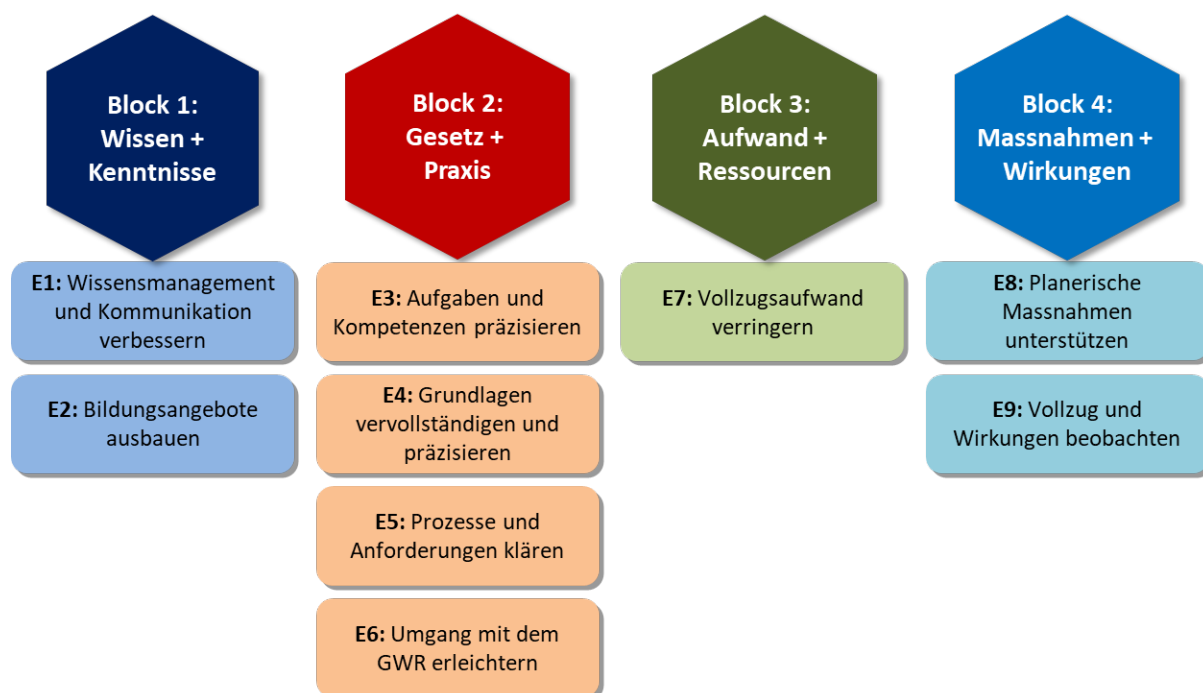 Block 1:
Wissen +
Kenntnisse
Block 2:
Gesetz +
Praxis
Block 3:
Aufwand +
Ressourcen
Block 4:
Massnahmen +
Wirkungen
E1: Wissensmanagement
und Kommunikation
verbessern
E2: Bildungsangebote
ausbauen
E3: Aufgaben und
Kompetenzen präzisieren
E4: Grundlagen
vervollständigen und
präzisieren
E5: Prozesse und
Anforderungen klären
E6: Umgang mit dem
GWR erleichtern
E7: Vollzugsaufwand
verringern
E8: Planerische
Massnahmen
unterstützen
E9: Vollzug und
Wirkungen beobachten